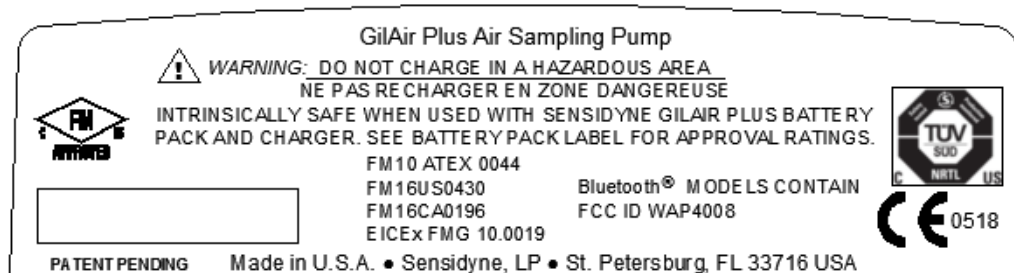 GilAir Plus Air Sampling Pump
WARNING: DO NOT CHARGE IN A HAZARDOUS AREA
NE PAS RECHARGER EN ZONE DANGEREUSE
INTRINSICALLY SAFE WHEN USED WITH SENSIDYNE GILAIR PLUS BATTERY
PACK AND CHARGER. SEE BATTERY PACK LABEL FOR APPROVAL RATINGS.
FM
C US
APPROVED
FM10 ATEX 0044
FM16US0430
FM16CA0196
EICEx FMG 10.0019
Bluetooth® MODELS CONTAIN
FCC ID WAP4008
S
TÜV
SÜD
C NRTL US
CE 0518
PATENT PENDING Made in U.S.A. ● Sensidyne, LP ● St. Petersburg, FL 33716 USA